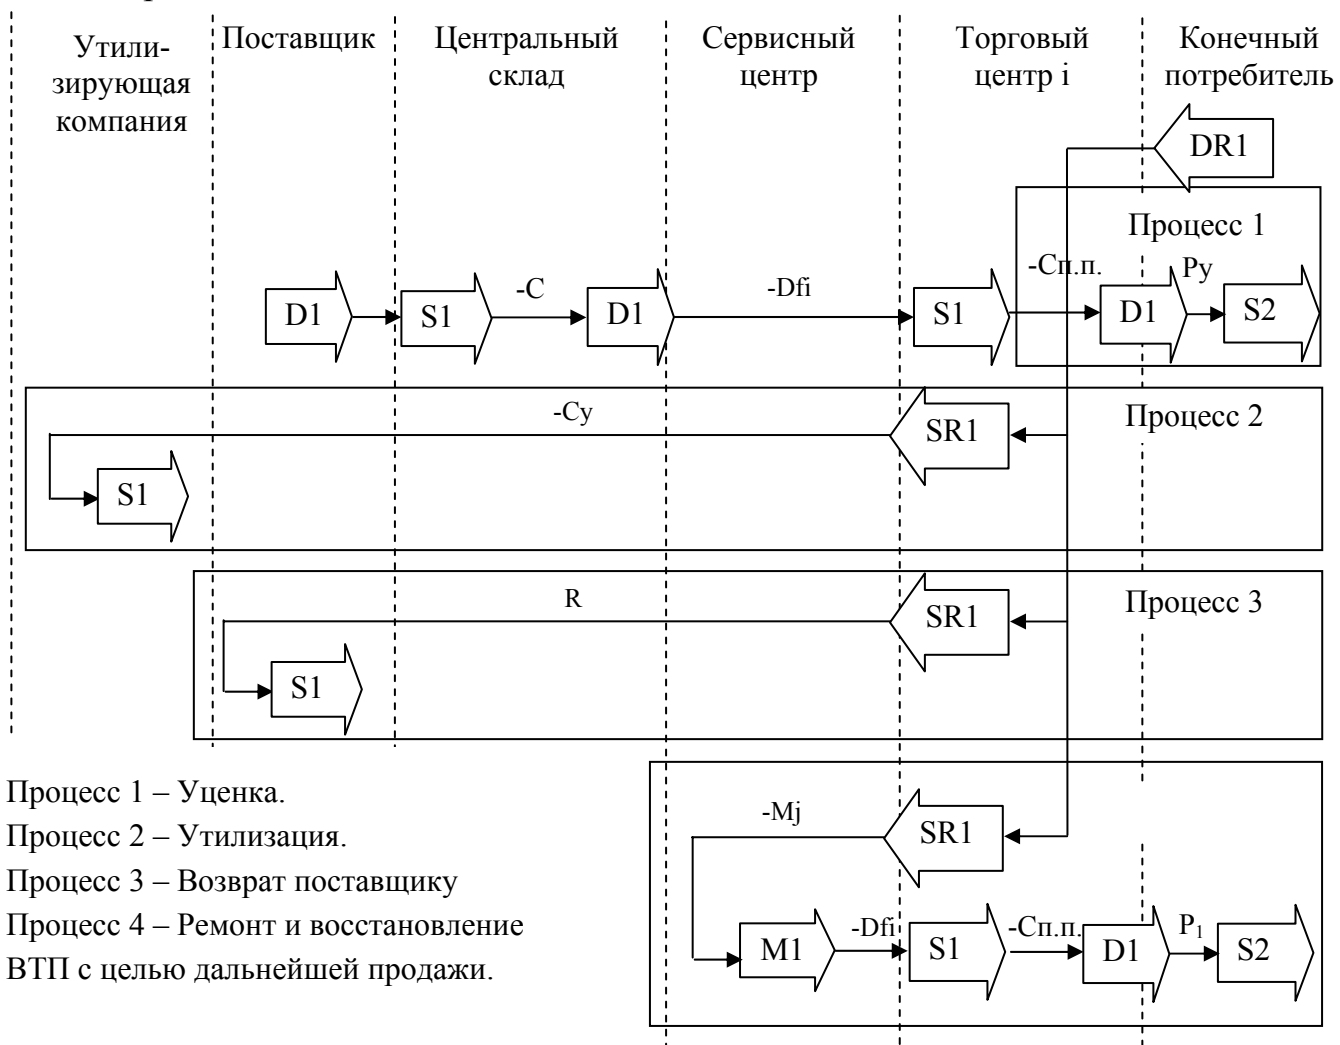 Утили-
зирующая
компания
Поставщик
Центральный
склад
Сервисный
центр
Торговый
центр i
Конечный
потребитель
DR1
Процесс 1
-Сп.п.
Ру
-С
-Dfi
D1
S1
D1
S1
D1
S2
-Су
Процесс 2
SR1
S1
R
Процесс 3
SR1
S1
Процесс 1 – Уценка.
Процесс 2 – Утилизация.
Процесс 3 – Возврат поставщику
Процесс 4 – Ремонт и восстановление
ВТП с целью дальнейшей продажи.
-Mj
SR1
-Dfi
-Сп.п.
P₁
M1
S1
D1
S2